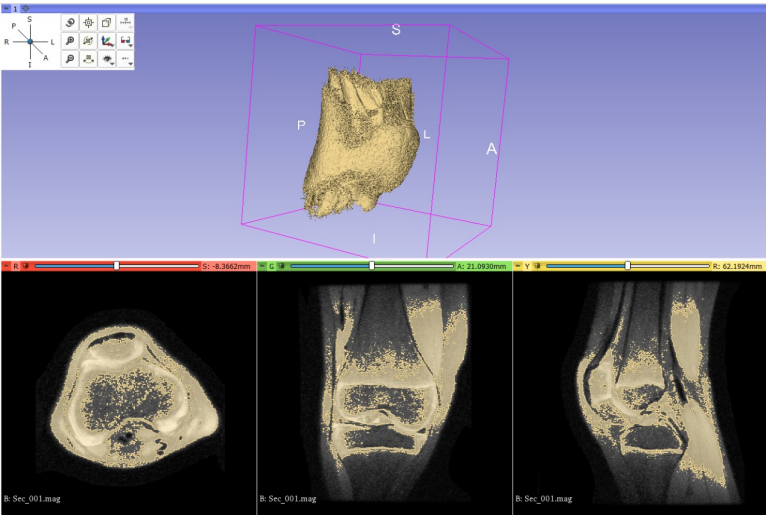 1
S
P
R
L
A
I
S
P
L
A
I
R
S: -8.3662mm
G
A: 21.0930mm
Y
R: 62.1924mm
B: Sec_001.mag
B: Sec_001.mag
B: Sec_001.mag